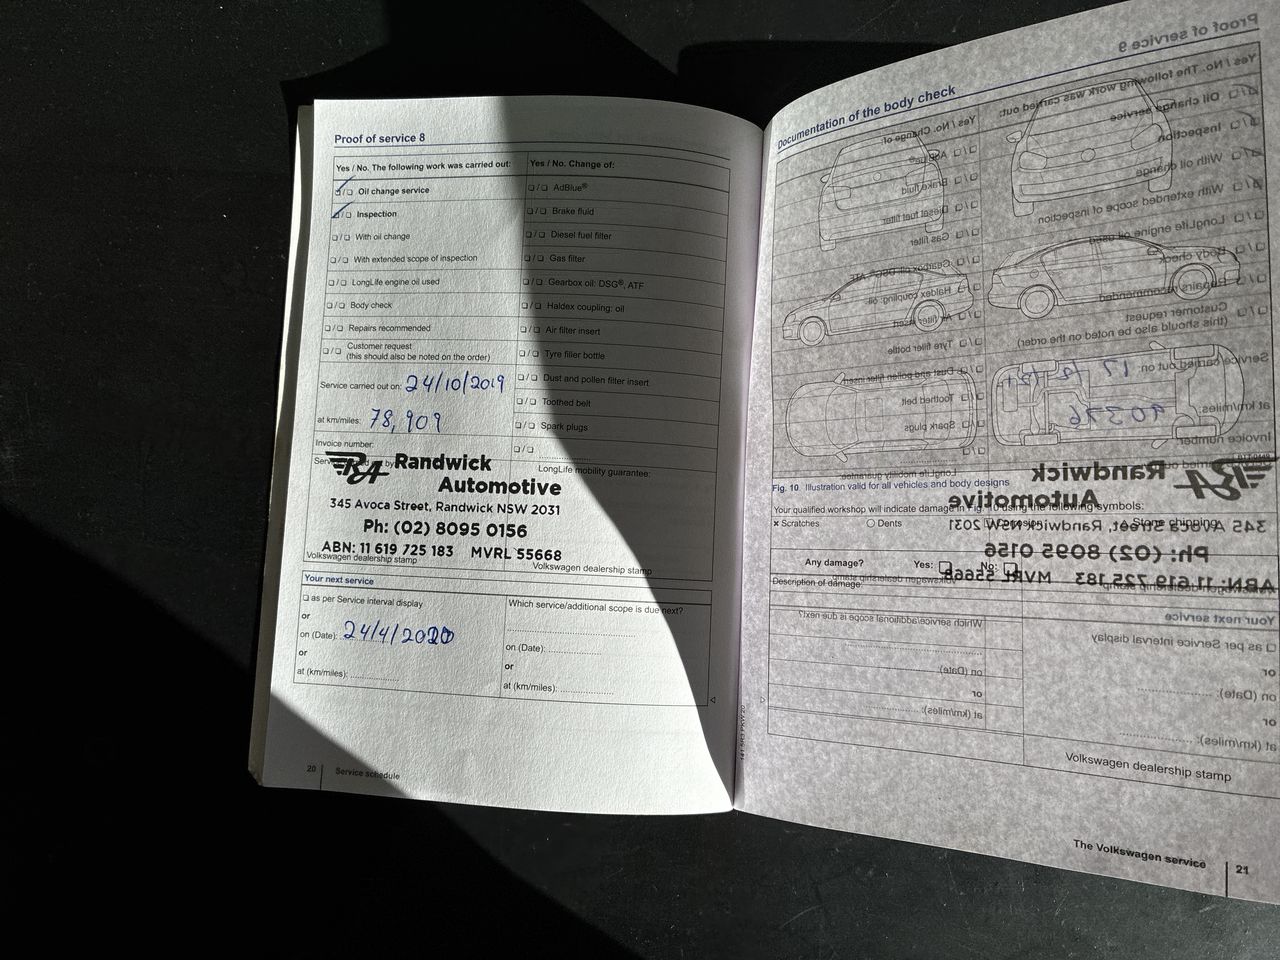 Proof of service 8
Yes / No. The following work was carried out:
☑/❑ Oil change service
☑/❑ Inspection
❑/❑ With oil change
❑/❑ With extended scope of inspection
❑/❑ LongLife engine oil used
❑/❑ Body check
❑/❑ Repairs recommended
❑/❑ Customer request
(this should also be noted on the order)
Service carried out on: 24/10/2019
at km/miles: 78,909
Invoice number:
Yes / No. Change of:
❑/❑ AdBlue®
❑/❑ Brake fluid
❑/❑ Diesel fuel filter
❑/❑ Gas filter
❑/❑ Gearbox oil: DSG®, ATF
❑/❑ Haldex coupling: oil
❑/❑ Air filter insert
❑/❑ Tyre filler bottle
❑/❑ Dust and pollen filter insert
❑/❑ Toothed belt
❑/❑ Spark plugs
❑/❑
LongLife mobility guarantee:
RA Randwick
Automotive
345 Avoca Street, Randwick NSW 2031
Ph: (02) 8095 0156
ABN: 11 619 725 183 MVRL 55668
Volkswagen dealership stamp
Volkswagen dealership stamp
Your next service
❑ as per Service interval display
or
on (Date): 24/4/2020
or
at (km/miles):
Which service/additional scope is due next?
on (Date):
or
at (km/miles):
20 Service schedule
Documentation of the body check
Fig. 10 Illustration valid for all vehicles and body designs
Your qualified workshop will indicate damage in Fig. 10 using the following symbols:
× Scratches
○ Dents
Stone chipping
Any damage? Yes: ❑ No: ❑
Description of damage:
Volkswagen dealership stamp
The Volkswagen service 21